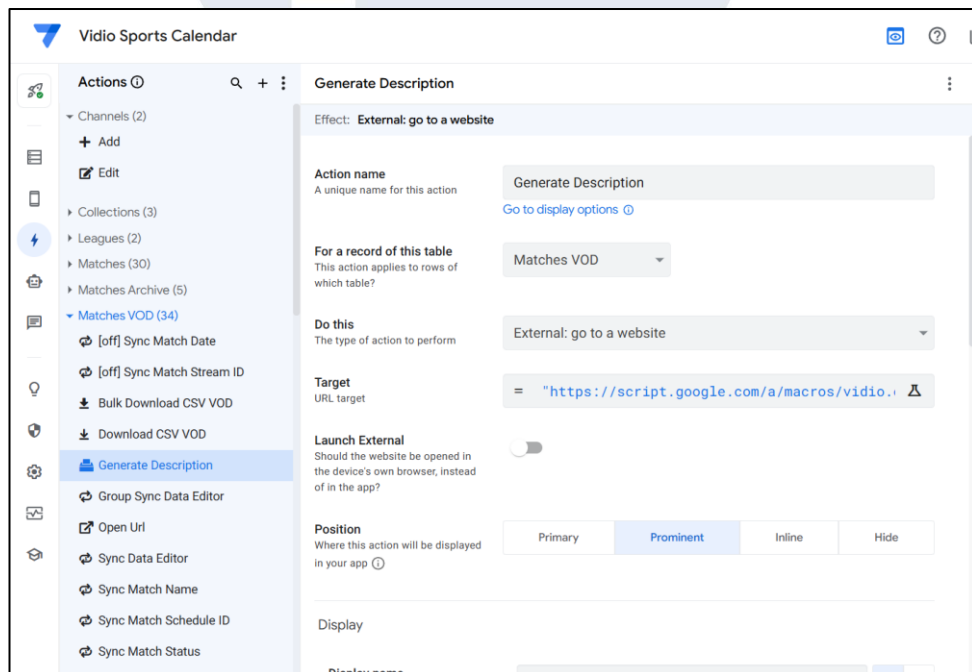 Vidio Sports Calendar
Actions
Channels (2)
Add
Edit
Collections (3)
Leagues (2)
Matches (30)
Matches Archive (5)
Matches VOD (34)
[off] Sync Match Date
[off] Sync Match Stream ID
Bulk Download CSV VOD
Download CSV VOD
Generate Description
Group Sync Data Editor
Open Url
Sync Data Editor
Sync Match Name
Sync Match Schedule ID
Sync Match Status
Generate Description
Effect: External: go to a website
Action name
A unique name for this action
Generate Description
Go to display options
For a record of this table
This action applies to rows of
which table?
Matches VOD
Do this
The type of action to perform
External: go to a website
Target
URL target
= "https://script.google.com/a/macros/vidio.
Launch External
Should the website be opened in
the device's own browser, instead
of in the app?
Position
Where this action will be displayed
in your app
Primary Prominent Inline Hide
Display
Display name